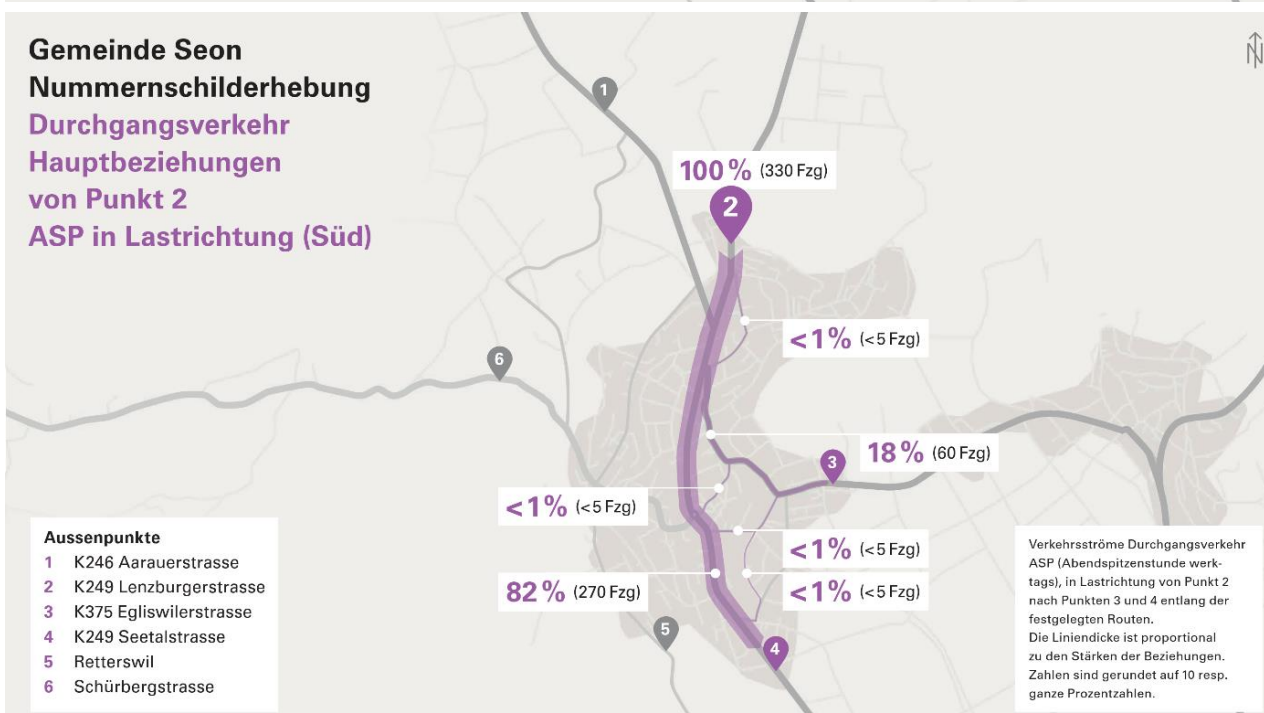 Gemeinde Seon
Nummernschilderhebung
Durchgangsverkehr
Hauptbeziehungen
von Punkt 2
ASP in Lastrichtung (Süd)
N
1
100 % (330 Fzg)
2
<1% (<5 Fzg)
6
18 % (60 Fzg)
3
<1% (<5 Fzg)
<1% (<5 Fzg)
82 % (270 Fzg)
<1% (<5 Fzg)
5
4
Aussenpunkte
1 K246 Aarauerstrasse
2 K249 Lenzburgerstrasse
3 K375 Egliswilerstrasse
4 K249 Seetalstrasse
5 Retterswil
6 Schürbergstrasse
Verkehrsströme Durchgangsverkehr
ASP (Abendspitzenstunde werk-
tags), in Lastrichtung von Punkt 2
nach Punkten 3 und 4 entlang der
festgelegten Routen.
Die Liniendicke ist proportional
zu den Stärken der Beziehungen.
Zahlen sind gerundet auf 10 resp.
ganze Prozentzahlen.